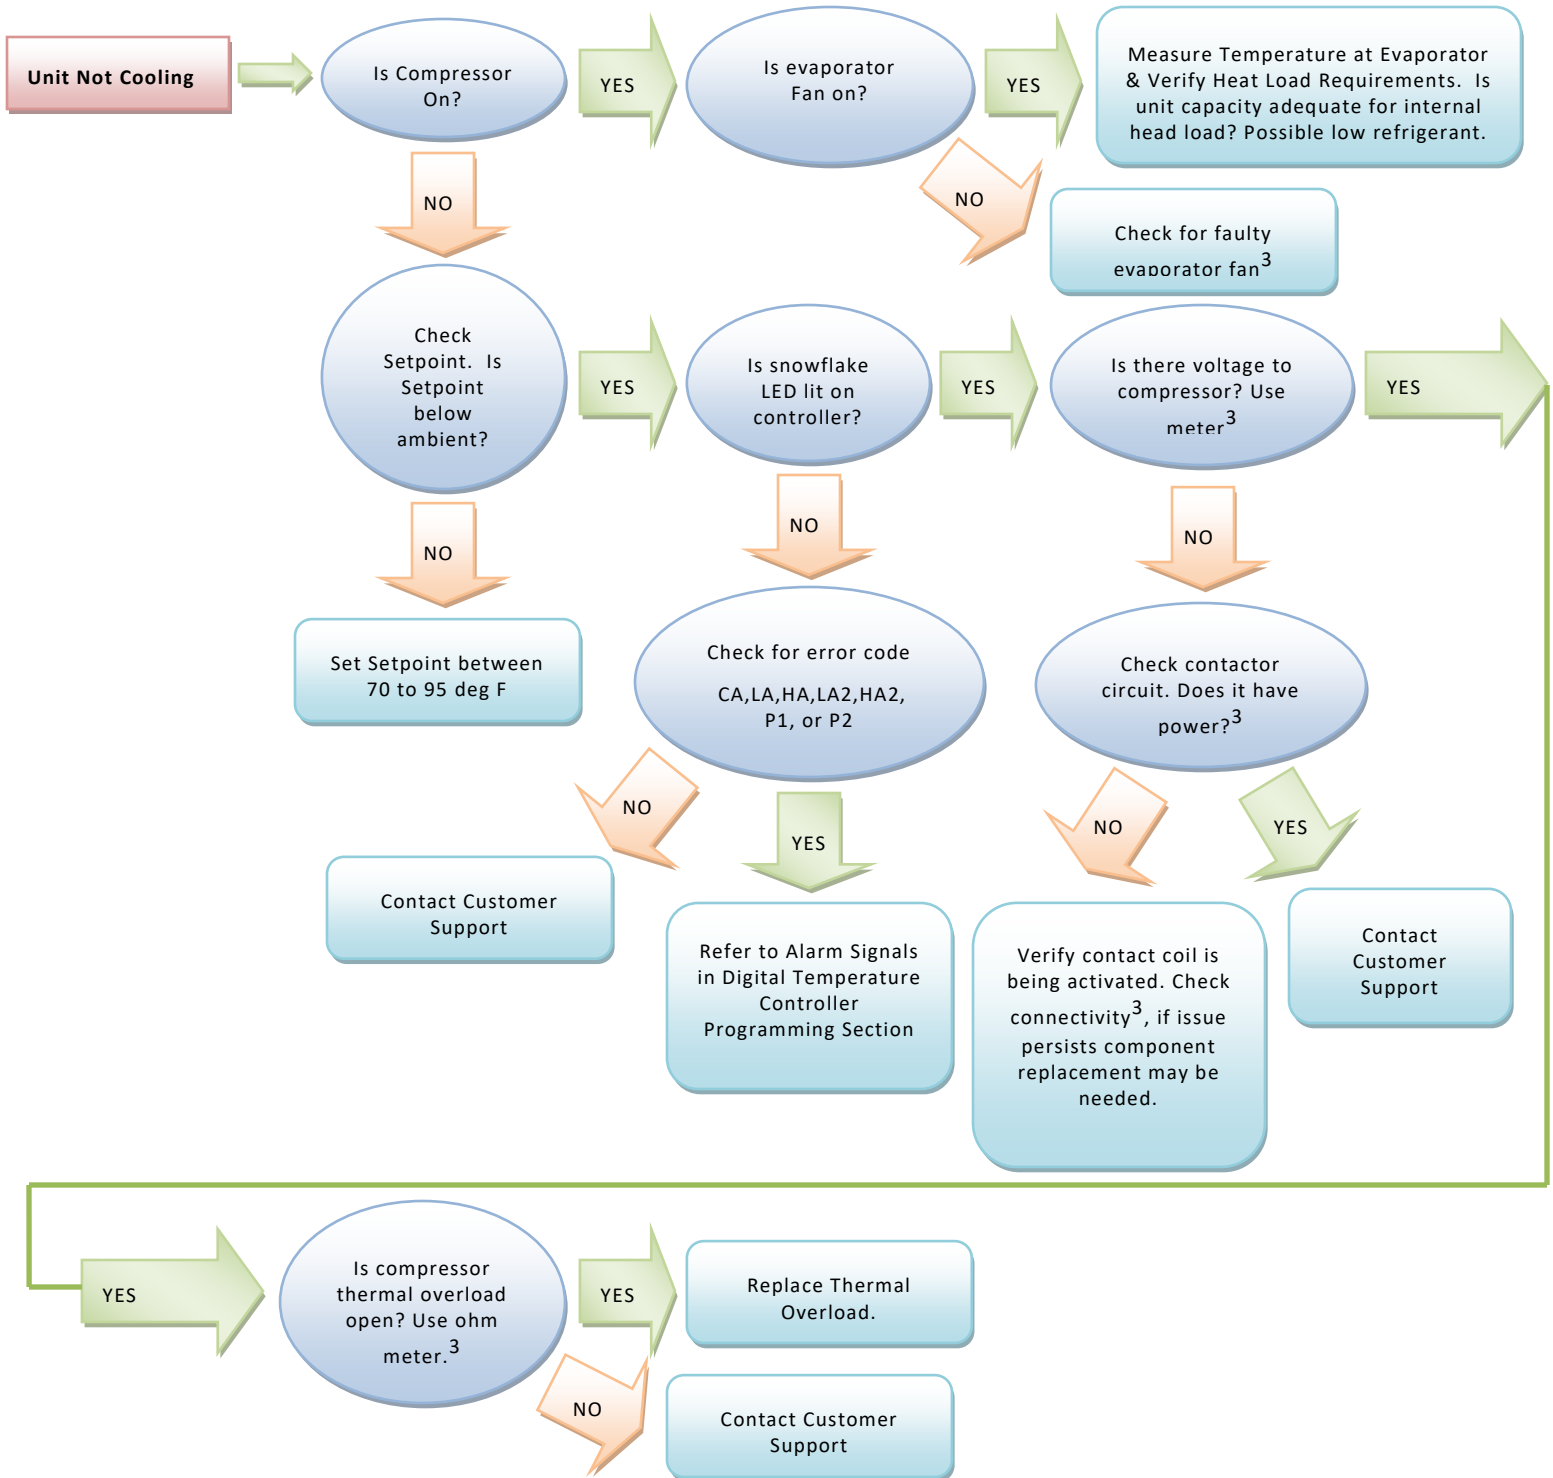 Unit Not Cooling
Is Compressor
On?
YES
Is evaporator
Fan on?
YES
Measure Temperature at Evaporator
& Verify Heat Load Requirements.  Is
unit capacity adequate for internal
head load? Possible low refrigerant.
NO
NO
Check for faulty
evaporator fan3
Check
Setpoint.  Is
Setpoint
below
ambient?
YES
Is snowflake
LED lit on
controller?
YES
Is there voltage to
compressor? Use
meter3
YES
NO
NO
NO
Set Setpoint between
70 to 95 deg F
Check for error code
CA,LA,HA,LA2,HA2,
P1, or P2
Check contactor
circuit. Does it have
power?3
NO
YES
NO
YES
Contact Customer
Support
Refer to Alarm Signals
in Digital Temperature
Controller
Programming Section
Verify contact coil is
being activated. Check
connectivity3, if issue
persists component
replacement may be
needed.
Contact
Customer
Support
YES
Is compressor
thermal overload
open? Use ohm
meter.3
YES
Replace Thermal
Overload.
NO
Contact Customer
Support